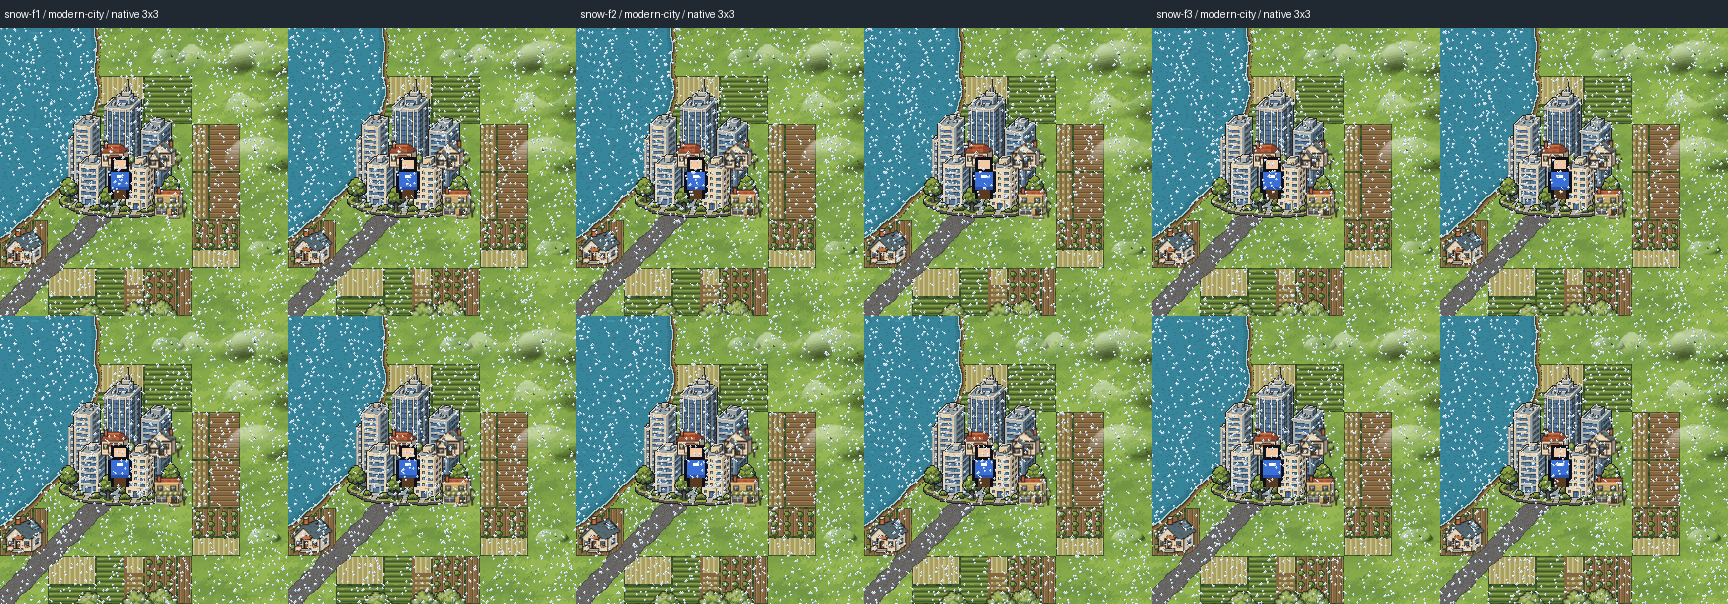 snow-f1 / modern-city / native 3x3
snow-f2 / modern-city / native 3x3
snow-f3 / modern-city / native 3x3